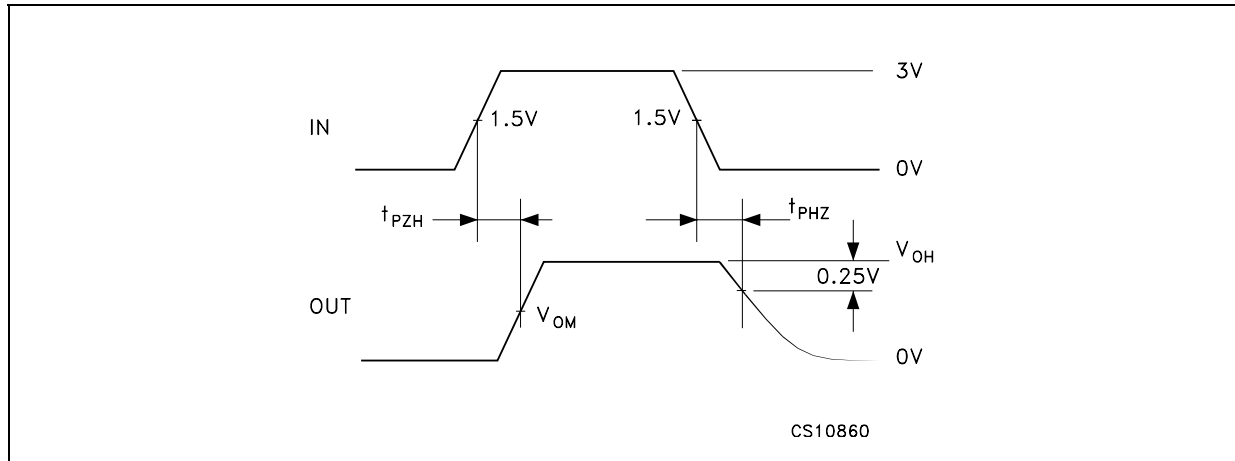 3V
IN
1.5V
1.5V
0V
tPZH
tPHZ
VOH
0.25V
OUT
VOM
0V
CS10860